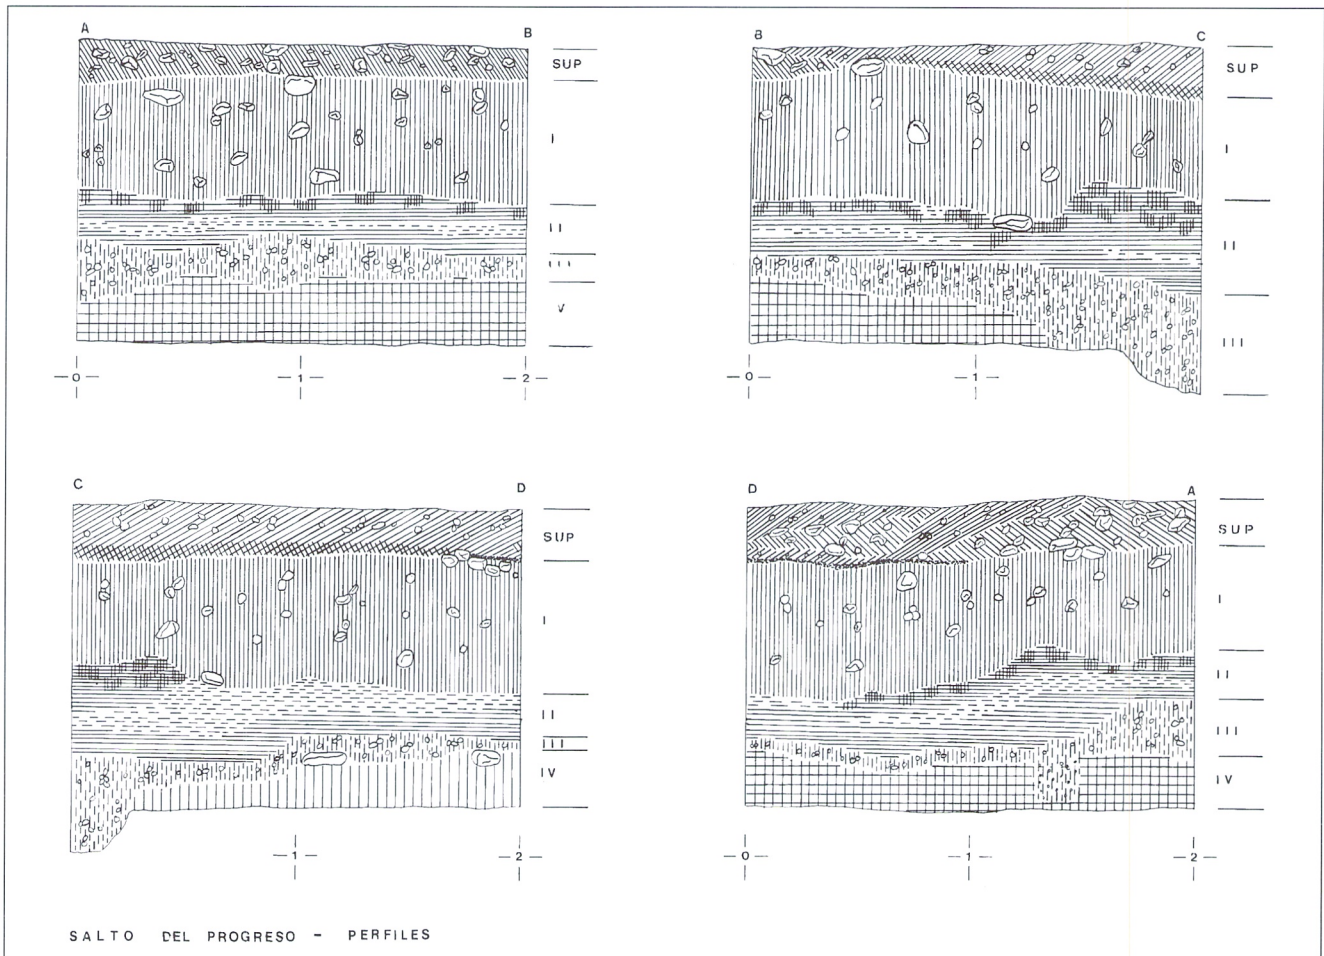 A B
SUP
I
II
III
V
— 0 — — 1 — — 2 —
B C
SUP
I
II
III
— 0 — — 1 —
C D
SUP
I
II
III
IV
— 1 — — 2 —
D A
SUP
I
II
III
IV
— 0 — — 1 — — 2 —
SALTO DEL PROGRESO - PERFILES